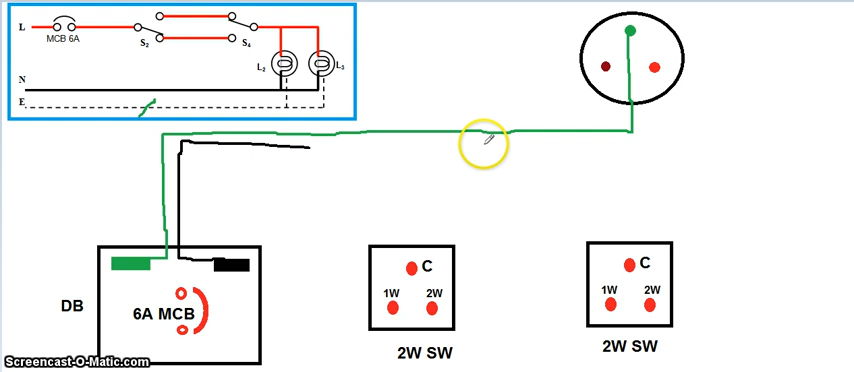 L
MCB 6A
S2
S4
L2
L3
N
E
DB
6A MCB
C
1W 2W
2W SW
C
1W 2W
2W SW
Screencast-O-Matic.com